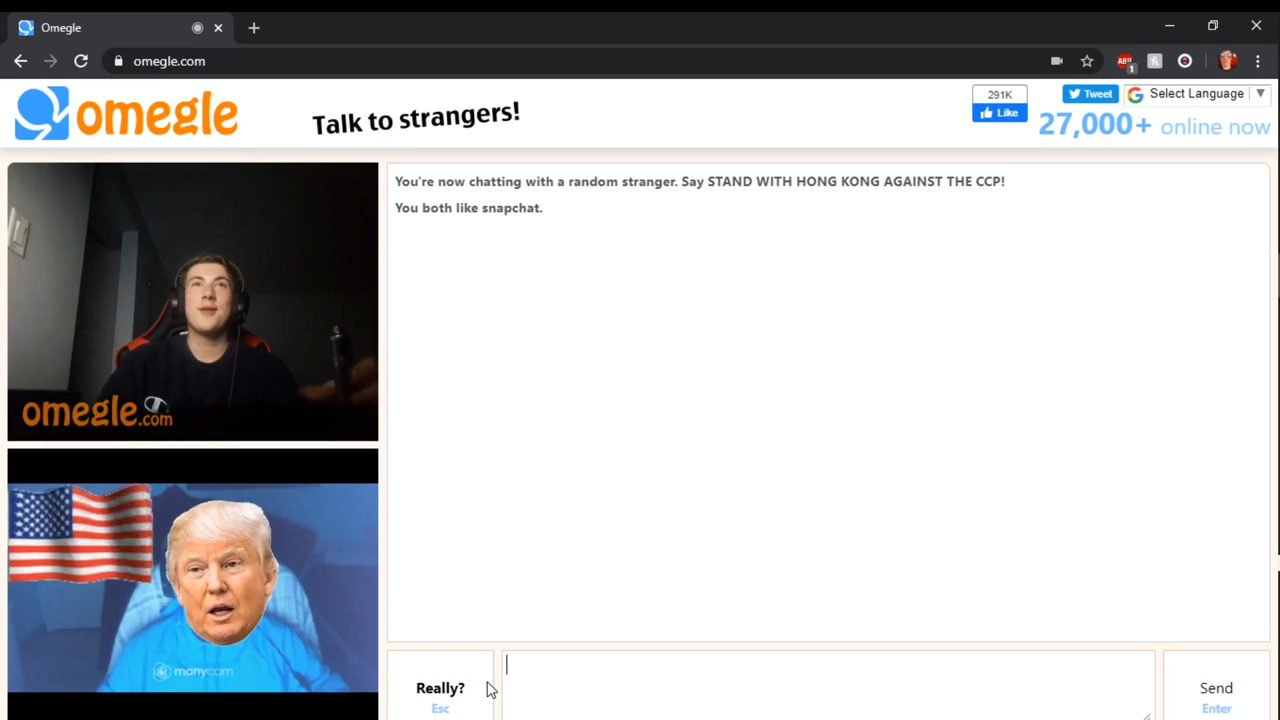 Omegle
omegle.com
omegle
Talk to strangers!
291K
Like
Tweet
Select Language
27,000+ online now
You're now chatting with a random stranger. Say STAND WITH HONG KONG AGAINST THE CCP!
You both like snapchat.
omegle.com
manycam
Really?
Esc
Send
Enter
ABP
1